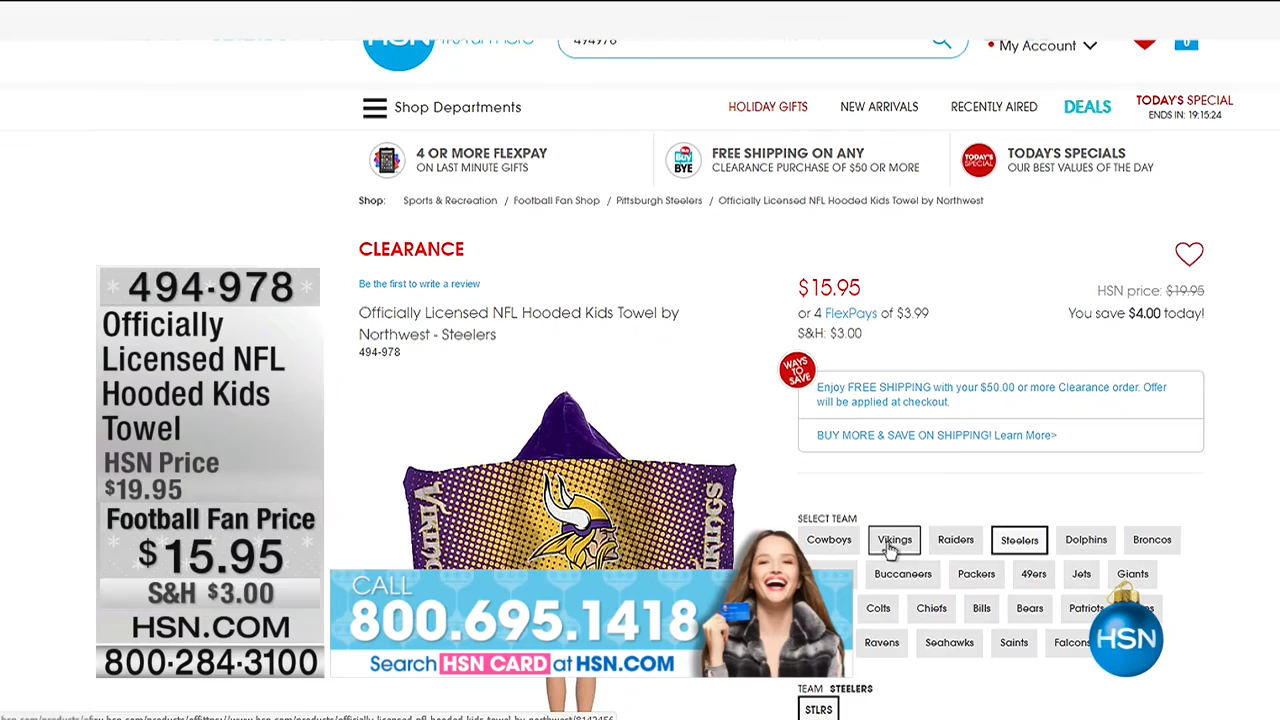 HSN
494978
My Account
0
Shop Departments
HOLIDAY GIFTS
NEW ARRIVALS
RECENTLY AIRED
DEALS
TODAY'S SPECIAL
ENDS IN: 19:15:24
4 OR MORE FLEXPAY
ON LAST MINUTE GIFTS
Buy
BYE
FREE SHIPPING ON ANY
CLEARANCE PURCHASE OF $50 OR MORE
TODAY'S
SPECIAL
TODAY'S SPECIALS
OUR BEST VALUES OF THE DAY
Shop: Sports & Recreation / Football Fan Shop / Pittsburgh Steelers / Officially Licensed NFL Hooded Kids Towel by Northwest
CLEARANCE
Be the first to write a review
Officially Licensed NFL Hooded Kids Towel by
Northwest - Steelers
494-978
$15.95
HSN price: $19.95
or 4 FlexPays of $3.99
You save $4.00 today!
S&H: $3.00
WAYS
TO
SAVE
Enjoy FREE SHIPPING with your $50.00 or more Clearance order. Offer
will be applied at checkout.
BUY MORE & SAVE ON SHIPPING! Learn More>
SELECT TEAM
Cowboys Vikings Raiders Steelers Dolphins Broncos
Buccaneers Packers 49ers Jets Giants
Colts Chiefs Bills Bears Patriots
Ravens Seahawks Saints Falcons
TEAM STEELERS
STLRS
VIKINGS
494-978
Officially
Licensed NFL
Hooded Kids
Towel
HSN Price
$19.95
Football Fan Price
$15.95
S&H $3.00
HSN.COM
800-284-3100
CALL
800.695.1418
Search HSN CARD at HSN.COM
HSN